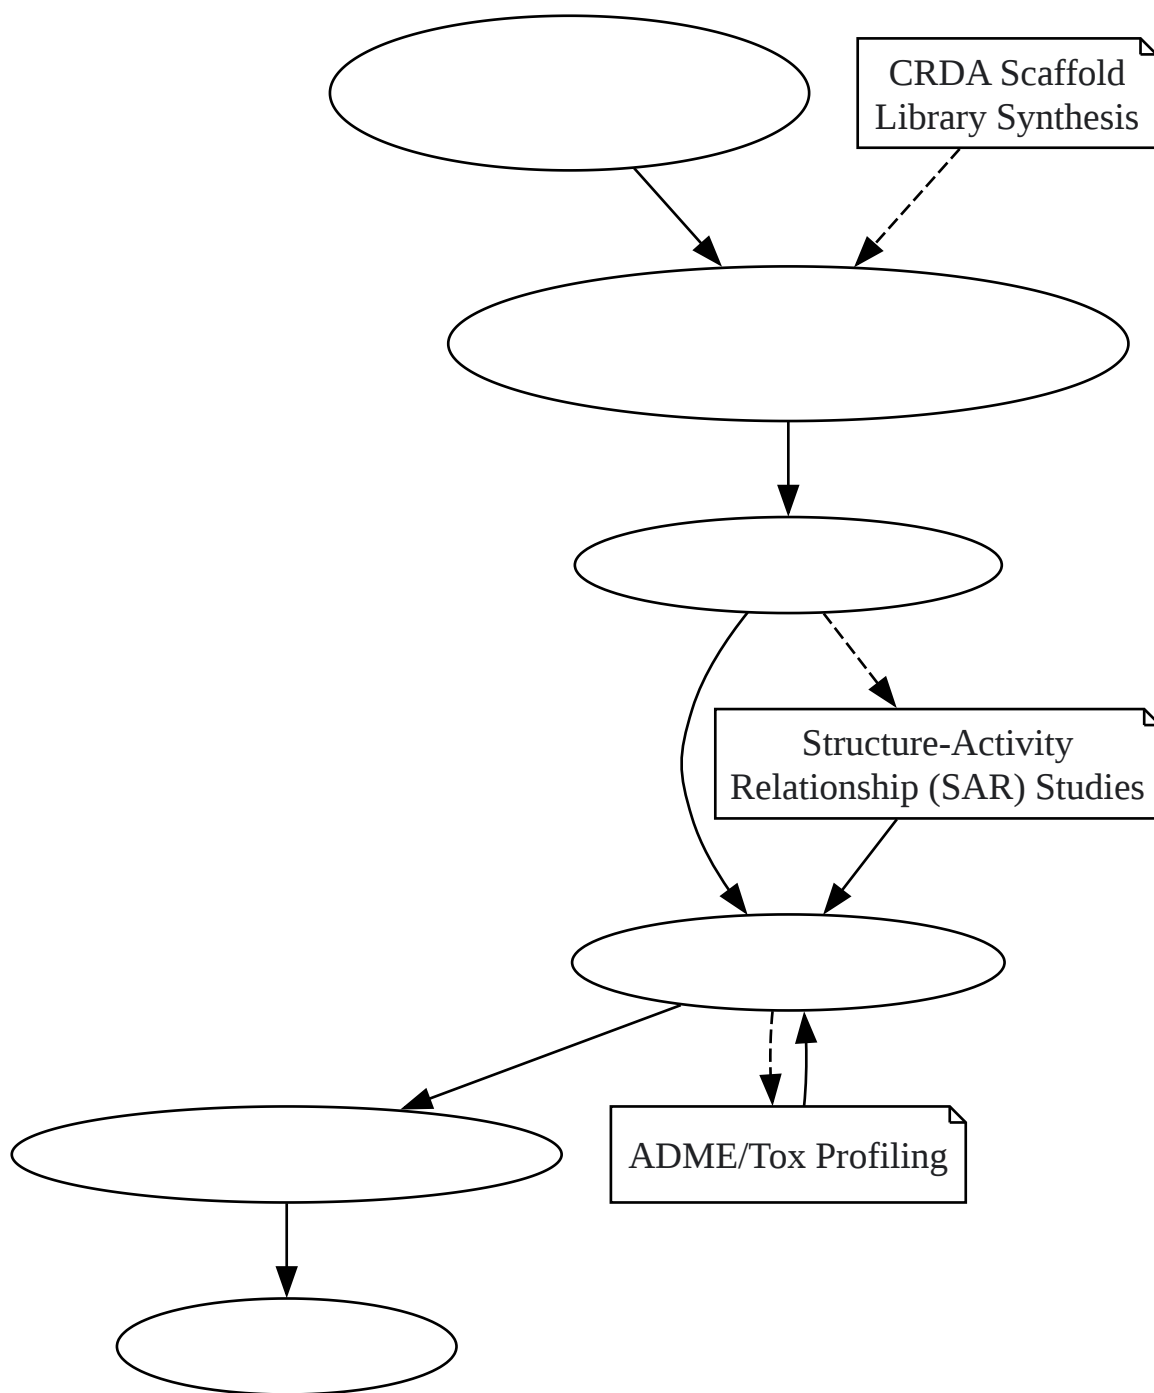 CRDA Scaffold
Library Synthesis
Structure-Activity
Relationship (SAR) Studies
ADME/Tox Profiling